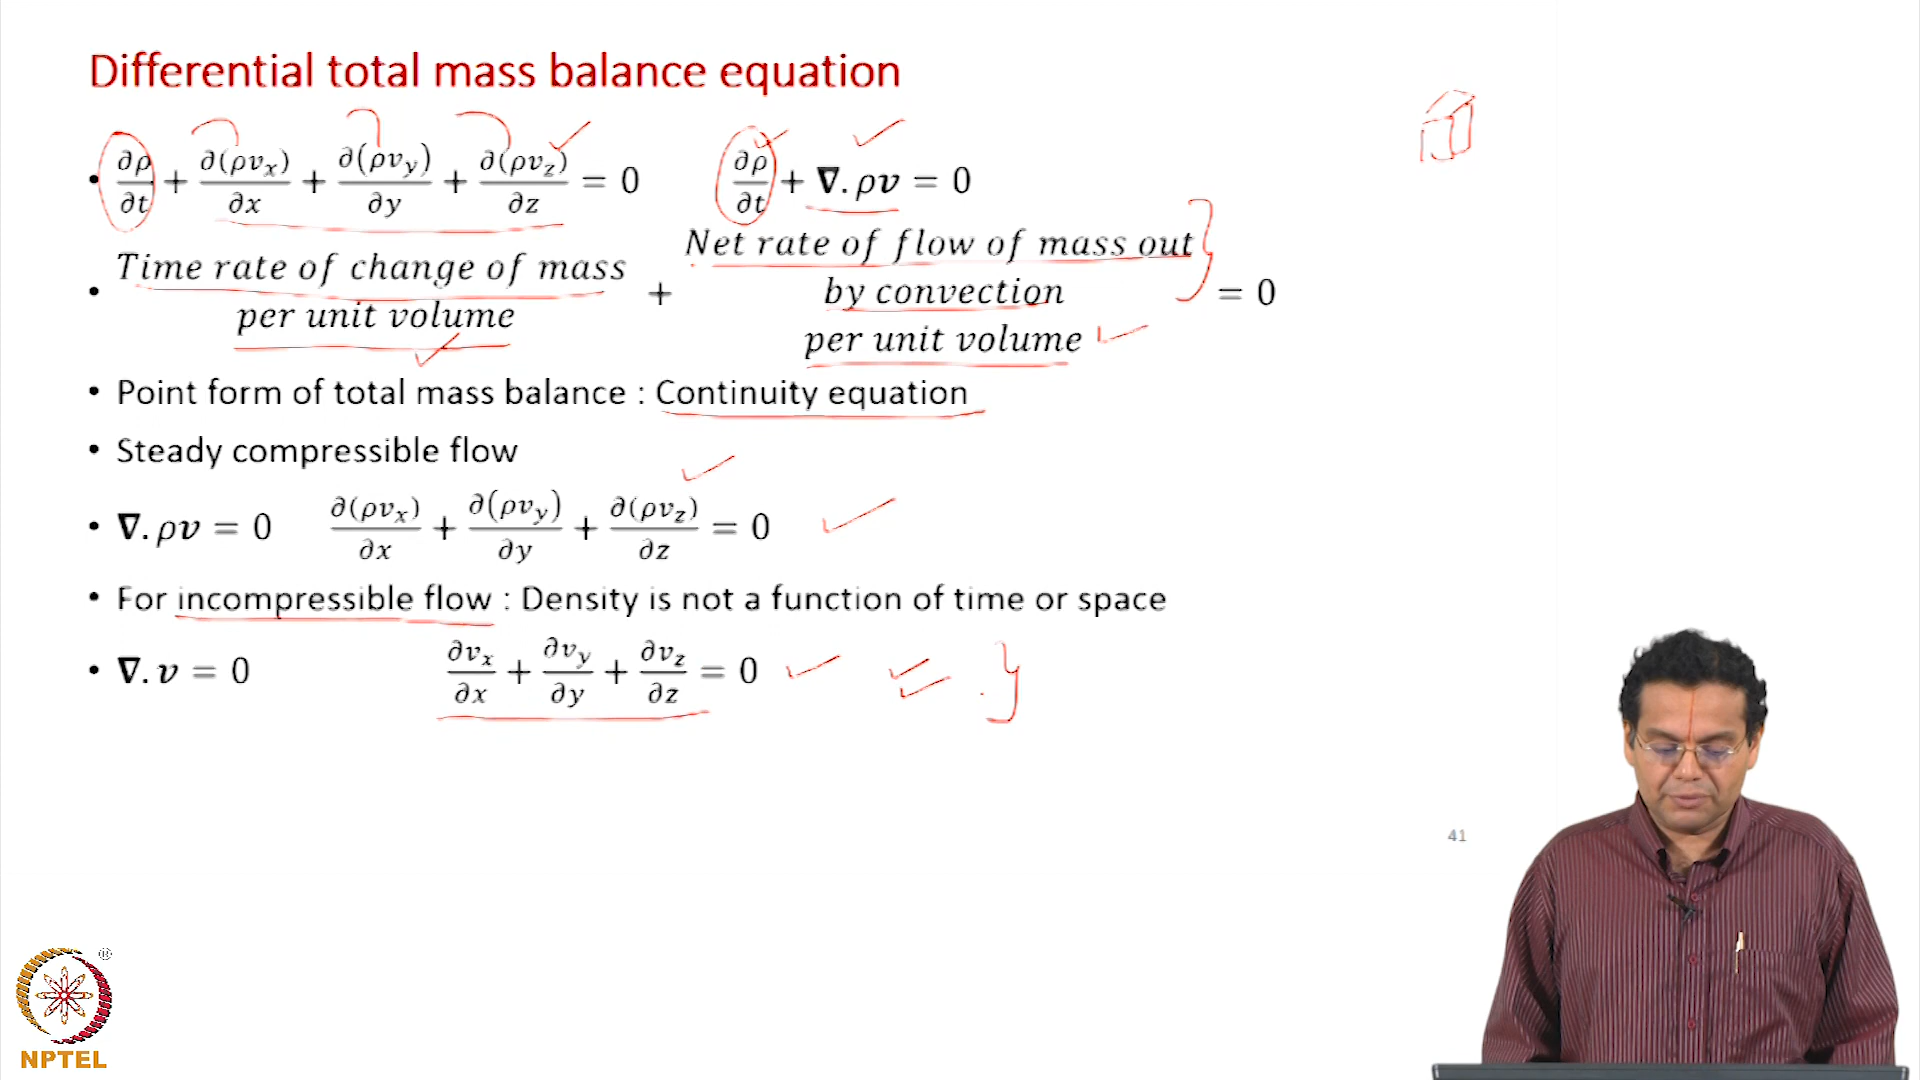 Differential total mass balance equation
• ∂ρ/∂t + ∂(ρvₓ)/∂x + ∂(ρv_y)/∂y + ∂(ρv_z)/∂z = 0    ∂ρ/∂t + ∇.ρv = 0
• Time rate of change of mass per unit volume + Net rate of flow of mass out by convection per unit volume = 0
• Point form of total mass balance : Continuity equation
• Steady compressible flow
• ∇.ρv = 0    ∂(ρvₓ)/∂x + ∂(ρv_y)/∂y + ∂(ρv_z)/∂z = 0
• For incompressible flow : Density is not a function of time or space
• ∇.v = 0    ∂vₓ/∂x + ∂v_y/∂y + ∂v_z/∂z = 0
41
®
NPTEL